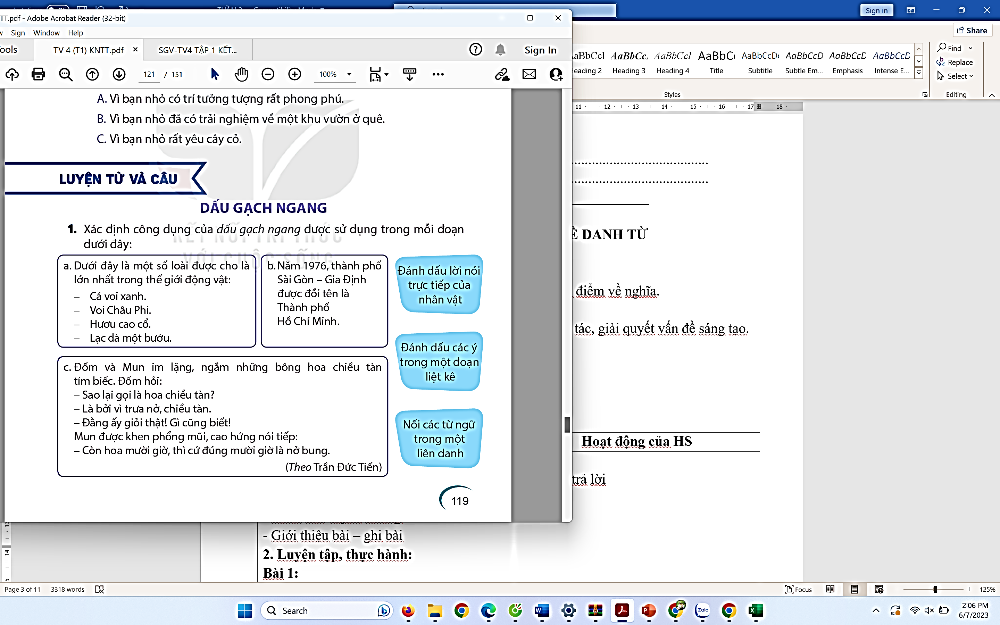 TT.pdf - Adobe Acrobat Reader (32-bit)
Sign Window Help
TV 4 (T1) KNTT.pdf
SGV-TV4 TẬP 1 KẾT...
Sign In
121 / 151
100%
A. Vì bạn nhỏ có trí tưởng tượng rất phong phú.
B. Vì bạn nhỏ đã có trải nghiệm về một khu vườn ở quê.
C. Vì bạn nhỏ rất yêu cây cỏ.
LUYỆN TỪ VÀ CÂU
DẤU GẠCH NGANG
1. Xác định công dụng của dấu gạch ngang được sử dụng trong mỗi đoạn
dưới đây:
KẾT NỐI TRI THỨC
VỚI CUỘC SỐNG
a. Dưới đây là một số loài được cho là
lớn nhất trong thế giới động vật:
– Cá voi xanh.
– Voi Châu Phi.
– Hươu cao cổ.
– Lạc đà một bướu.
b. Năm 1976, thành phố
Sài Gòn – Gia Định
được đổi tên là
Thành phố
Hồ Chí Minh.
c. Đốm và Mun im lặng, ngắm những bông hoa chiều tàn
tím biếc. Đốm hỏi:
– Sao lại gọi là hoa chiều tàn?
– Là bởi vì trưa nở, chiều tàn.
– Đằng ấy giỏi thật! Gì cũng biết!
Mun được khen phổng mũi, cao hứng nói tiếp:
– Còn hoa mười giờ, thì cứ đúng mười giờ là nở bung.
(Theo Trần Đức Tiến)
Đánh dấu lời nói
trực tiếp của
nhân vật
Đánh dấu các ý
trong một đoạn
liệt kê
Nối các từ ngữ
trong một
liên danh
119
Sign in
Share
AaBbCcI AaBbCc. AaBbCcI AaBbC AaBbCcD AaBbCcD AaBbCcD AaBbCcD
Heading 2 Heading 3 Heading 4 Title Subtitle Subtle Em... Emphasis Intense E...
Styles
Find
Replace
Select
Editing
11 12 13 14 15 16 17 18
DANH TỪ
điểm về nghĩa.
tác, giải quyết vấn đề sáng tạo.
Hoạt động của HS
trả lời
- Giới thiệu bài – ghi bài
2. Luyện tập, thực hành:
Bài 1:
Page 3 of 11 3318 words
Focus
125%
Search
Zalo
2:06 PM
6/7/2023